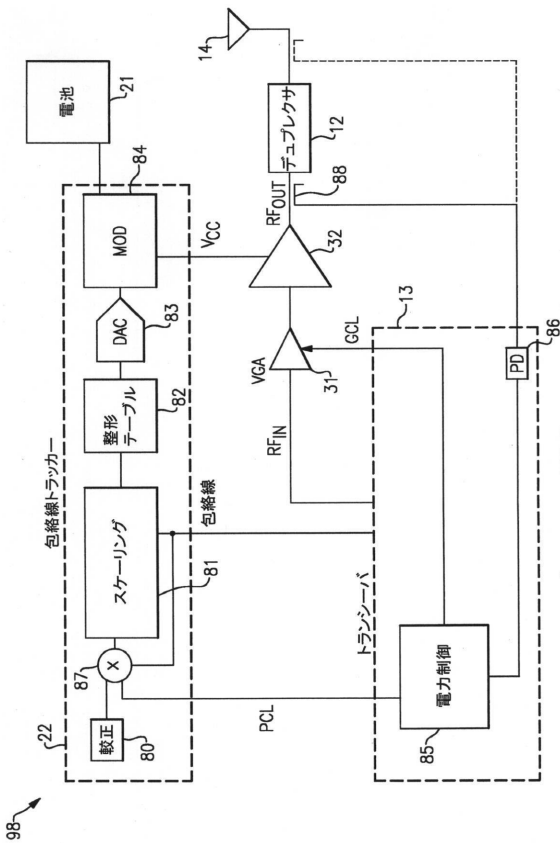 98
22
包絡線トラッカー
較正
80
87
X
スケーリング
81
整形
テーブル
82
DAC
83
MOD
84
電池
21
包絡線
PCL
VCC
RFIN
VGA
31
32
RFOUT
88
デュプレクサ
12
14
GCL
トランシーバ
13
電力制御
85
PD
86